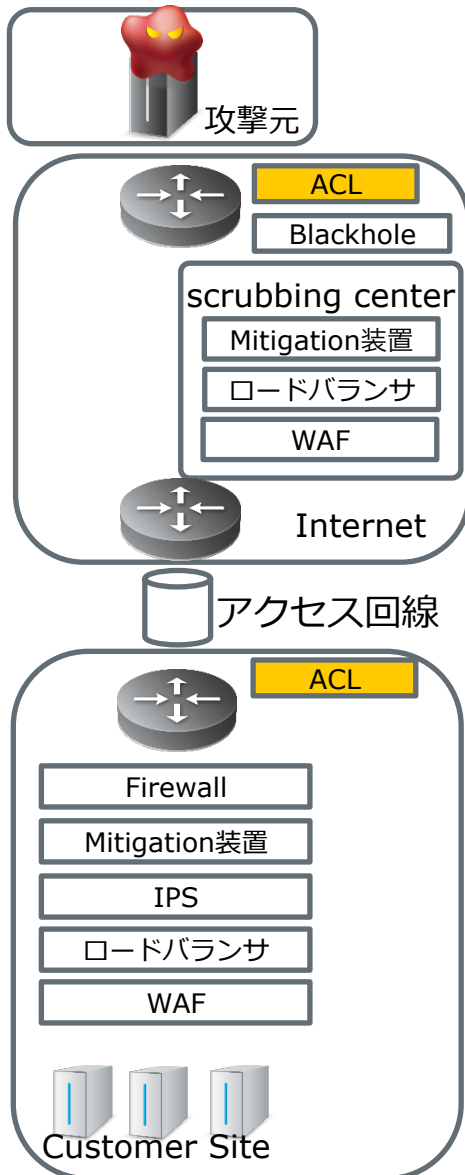 攻撃元
ACL
Blackhole
scrubbing center
Mitigation装置
ロードバランサ
WAF
Internet
アクセス回線
ACL
Firewall
Mitigation装置
IPS
ロードバランサ
WAF
Customer Site